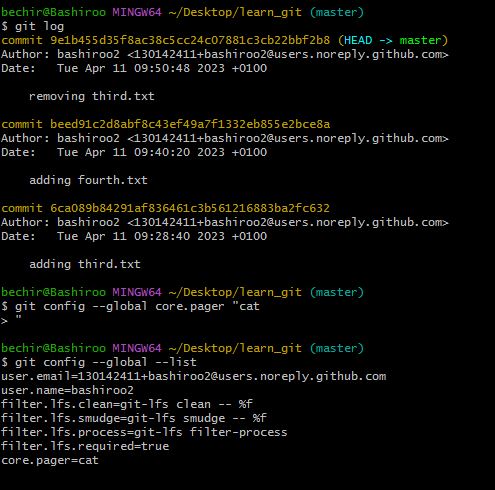 bechir@Bashiroo MINGW64 ~/Desktop/learn_git (master)
$ git log
commit 9e1b455d35f8ac38c5cc24c07881c3cb22bbf2b8 (HEAD -> master)
Author: bashiroo2 <130142411+bashiroo2@users.noreply.github.com>
Date:   Tue Apr 11 09:50:48 2023 +0100

    removing third.txt

commit beed91c2d8abf8c43ef49a7f1332eb855e2bce8a
Author: bashiroo2 <130142411+bashiroo2@users.noreply.github.com>
Date:   Tue Apr 11 09:40:20 2023 +0100

    adding fourth.txt

commit 6ca089b84291af836461c3b561216883ba2fc632
Author: bashiroo2 <130142411+bashiroo2@users.noreply.github.com>
Date:   Tue Apr 11 09:28:40 2023 +0100

    adding third.txt

bechir@Bashiroo MINGW64 ~/Desktop/learn_git (master)
$ git config --global core.pager "cat
> "

bechir@Bashiroo MINGW64 ~/Desktop/learn_git (master)
$ git config --global --list
user.email=130142411+bashiroo2@users.noreply.github.com
user.name=bashiroo2
filter.lfs.clean=git-lfs clean -- %f
filter.lfs.smudge=git-lfs smudge -- %f
filter.lfs.process=git-lfs filter-process
filter.lfs.required=true
core.pager=cat